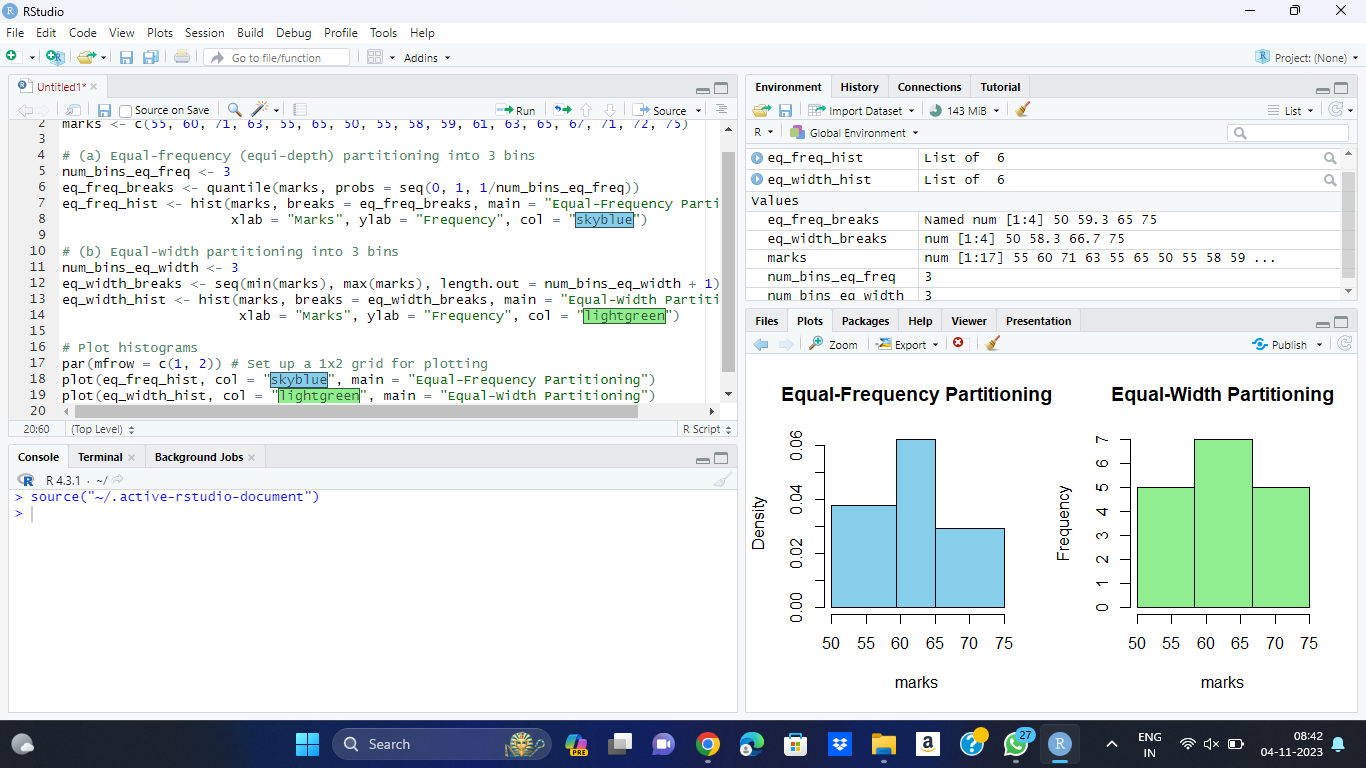 RStudio
File Edit Code View Plots Session Build Debug Profile Tools Help
Go to file/function Addins Project: (None)
Untitled1*
Source on Save Run Source
2 marks <- c(55, 60, 71, 63, 55, 65, 50, 55, 58, 59, 61, 63, 65, 67, 71, 72, 75)
3
4 # (a) Equal-frequency (equi-depth) partitioning into 3 bins
5 num_bins_eq_freq <- 3
6 eq_freq_breaks <- quantile(marks, probs = seq(0, 1, 1/num_bins_eq_freq))
7 eq_freq_hist <- hist(marks, breaks = eq_freq_breaks, main = "Equal-Frequency Parti
8 xlab = "Marks", ylab = "Frequency", col = "skyblue")
9
10 # (b) Equal-width partitioning into 3 bins
11 num_bins_eq_width <- 3
12 eq_width_breaks <- seq(min(marks), max(marks), length.out = num_bins_eq_width + 1)
13 eq_width_hist <- hist(marks, breaks = eq_width_breaks, main = "Equal-Width Partiti
14 xlab = "Marks", ylab = "Frequency", col = "lightgreen")
15
16 # Plot histograms
17 par(mfrow = c(1, 2)) # Set up a 1x2 grid for plotting
18 plot(eq_freq_hist, col = "skyblue", main = "Equal-Frequency Partitioning")
19 plot(eq_width_hist, col = "lightgreen", main = "Equal-Width Partitioning")
20
20:60 (Top Level) R Script
Console Terminal Background Jobs
R 4.3.1 · ~/
> source("~/.active-rstudio-document")
>
Environment History Connections Tutorial
Import Dataset 143 MiB List
R Global Environment
eq_freq_hist List of 6
eq_width_hist List of 6
Values
eq_freq_breaks Named num [1:4] 50 59.3 65 75
eq_width_breaks num [1:4] 50 58.3 66.7 75
marks num [1:17] 55 60 71 63 55 65 50 55 58 59 ...
num_bins_eq_freq 3
num_bins_eq_width 3
Files Plots Packages Help Viewer Presentation
Zoom Export Publish
Equal-Frequency Partitioning
Density
0.06
0.04
0.02
0.00
50 55 60 65 70 75
marks
Equal-Width Partitioning
Frequency
7
6
5
4
3
2
1
0
50 55 60 65 70 75
marks
Search
PRE
27
ENG
IN
08:42
04-11-2023